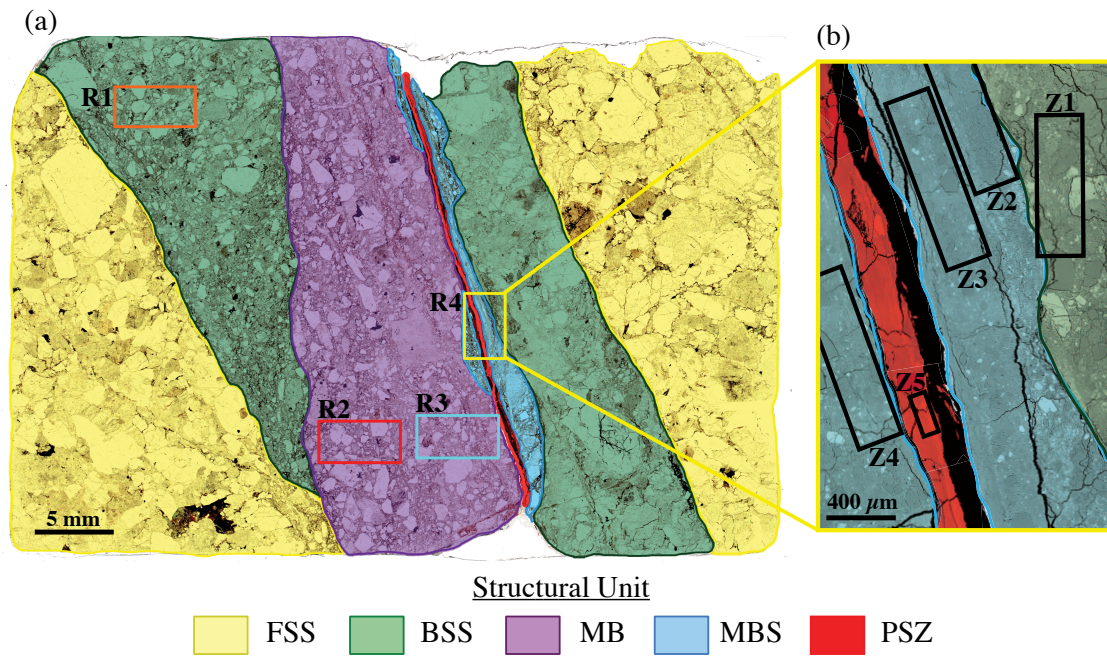 (a)
(b)
R1
R2
R3
R4
5 mm
Z1
Z2
Z3
Z4
Z5
400 µm
Structural Unit
FSS
BSS
MB
MBS
PSZ